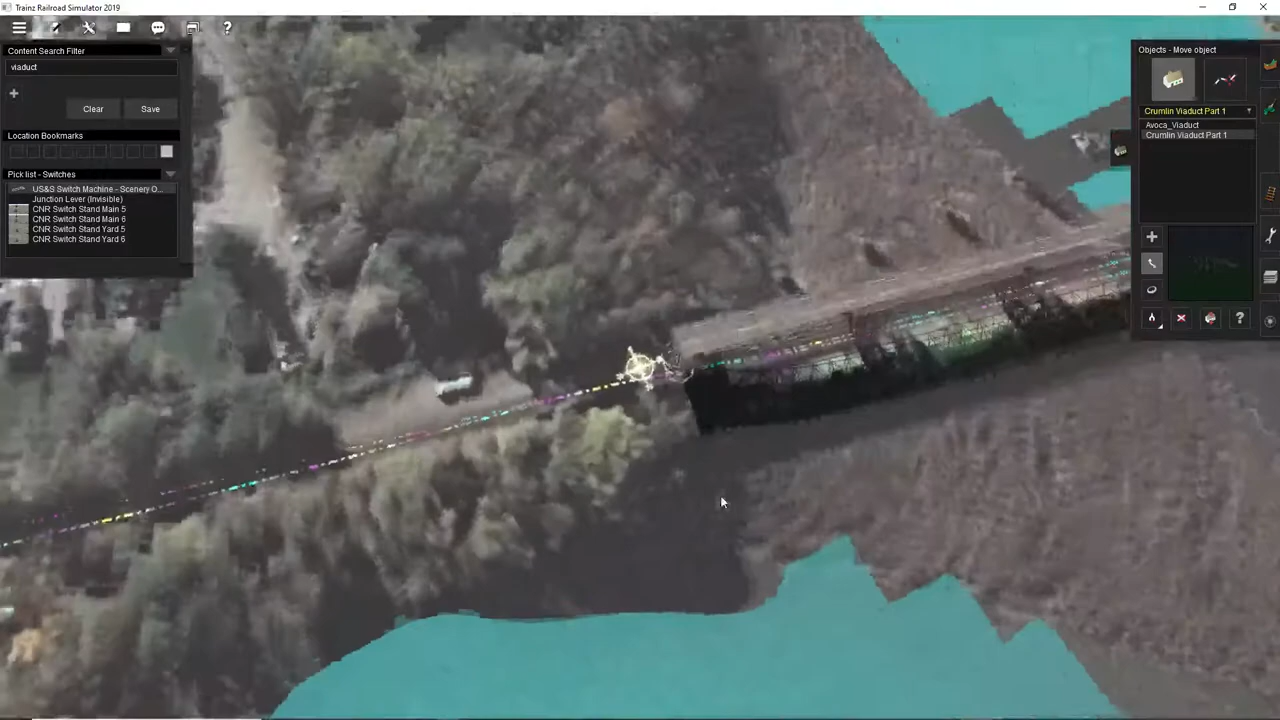 Trainz Railroad Simulator 2019
Content Search Filter
viaduct
Clear
Save
Location Bookmarks
Pick list - Switches
US&S Switch Machine - Scenery O...
Junction Lever (Invisible)
CNR Switch Stand Main 5
CNR Switch Stand Main 6
CNR Switch Stand Yard 5
CNR Switch Stand Yard 6
Objects - Move object
Crumlin Viaduct Part 1
Avoca_Viaduct
Crumlin Viaduct Part 1